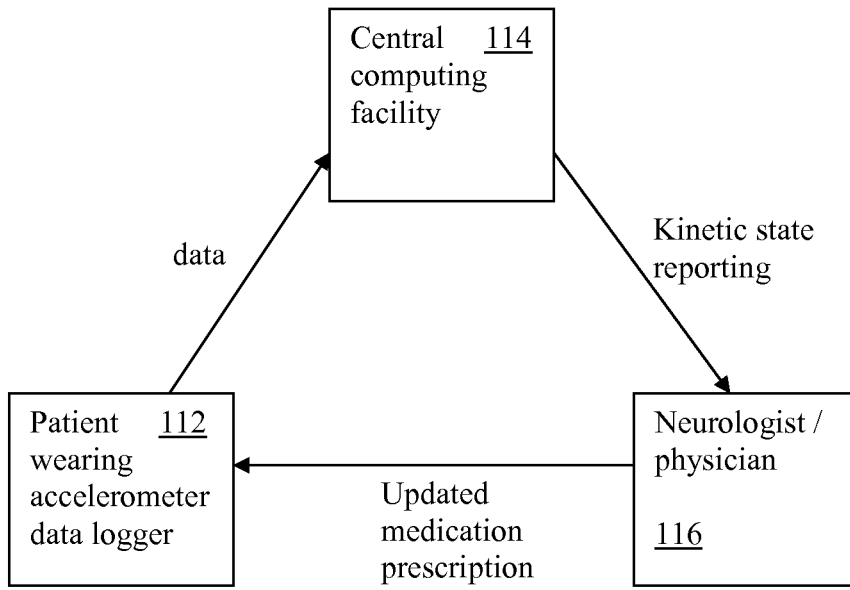 Central 114
computing
facility
data
Kinetic state
reporting
Patient 112
wearing
accelerometer
data logger
Updated
medication
prescription
Neurologist /
physician
116